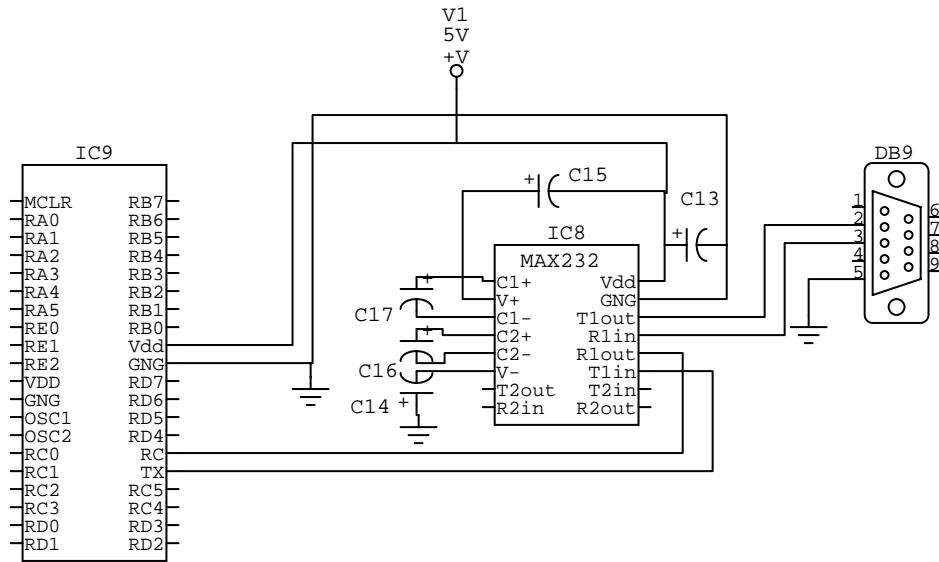 V1
5V
+V
IC9
DB9
MCLR RB7
RA0 RB6
RA1 RB5
RA2 RB4
RA3 RB3
RA4 RB2
RA5 RB1
RE0 RB0
RE1 Vdd
RE2 GNG
VDD RD7
GNG RD6
OSC1 RD5
OSC2 RD4
RC0 RC
RC1 TX
RC2 RC5
RC3 RC4
RD0 RD3
RD1 RD2
+ C15
+ C13
IC8
MAX232
C1+ Vdd
V+ GNG
C1- T1out
C2+ R1in
C2- R1out
V- T1in
T2out T2in
R2in R2out
+ C17
+ C16
C14 +
1
2
3
4
5
6
7
8
9